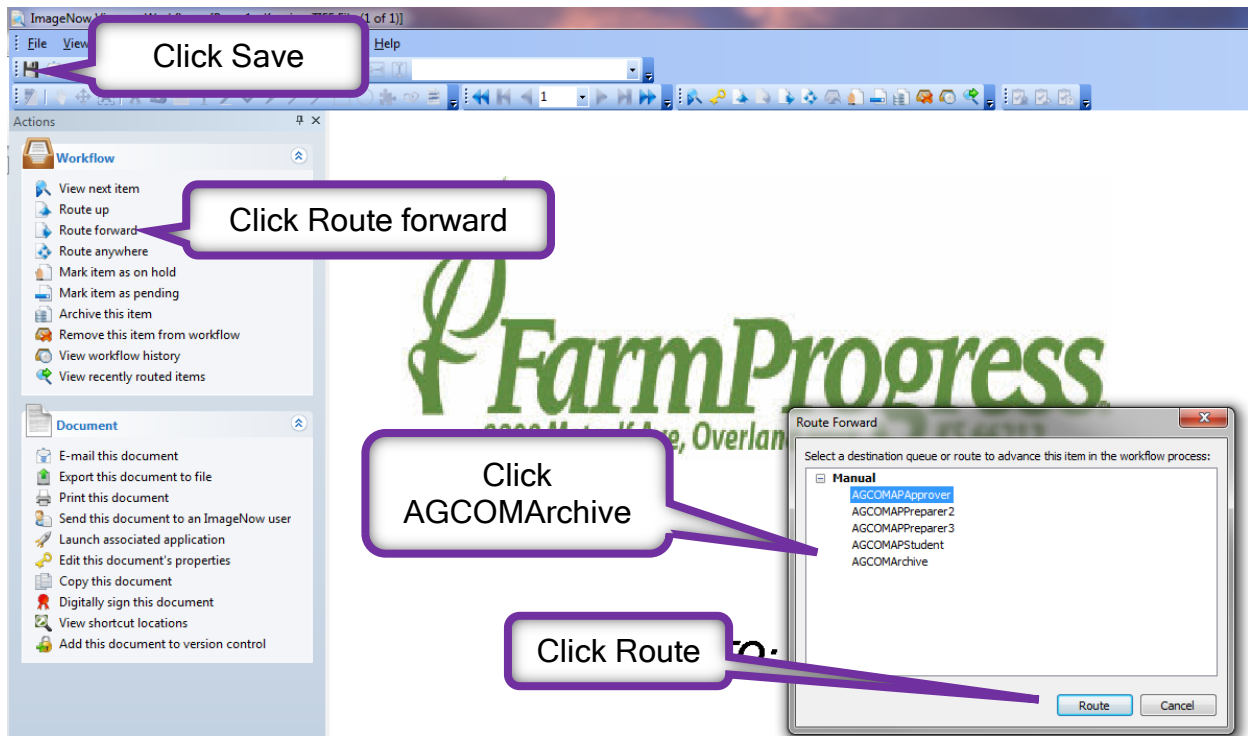 ImageNow
(1 of 1)]
File View
Help
Click Save
1
Actions
Workflow
View next item
Route up
Route forward
Route anywhere
Mark item as on hold
Mark item as pending
Archive this item
Remove this item from workflow
View workflow history
View recently routed items
Click Route forward
Document
E-mail this document
Export this document to file
Print this document
Send this document to an ImageNow user
Launch associated application
Edit this document's properties
Copy this document
Digitally sign this document
View shortcut locations
Add this document to version control
FarmProgress
Ave,
Click
AGCOMArchive
Route Forward
Select a destination queue or route to advance this item in the workflow process:
Manual
AGCOMAPApprover
AGCOMAPPreparer2
AGCOMAPPreparer3
AGCOMAPStudent
AGCOMArchive
Click Route
TO:
Route Cancel